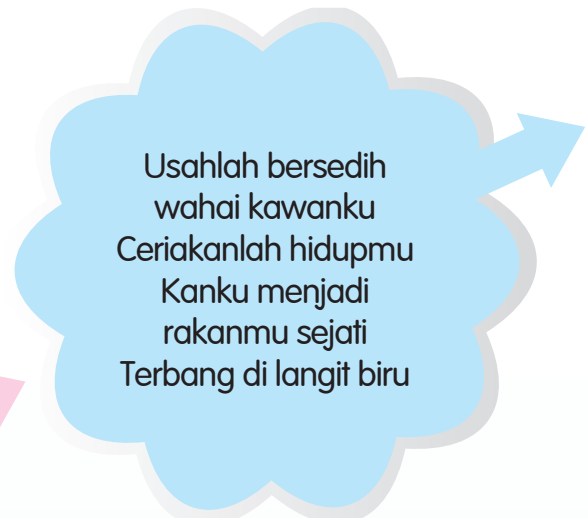 Usahlah bersedih
wahai kawanku
Ceriakanlah hidupmu
Kanku menjadi
rakanmu sejati
Terbang di langit biru